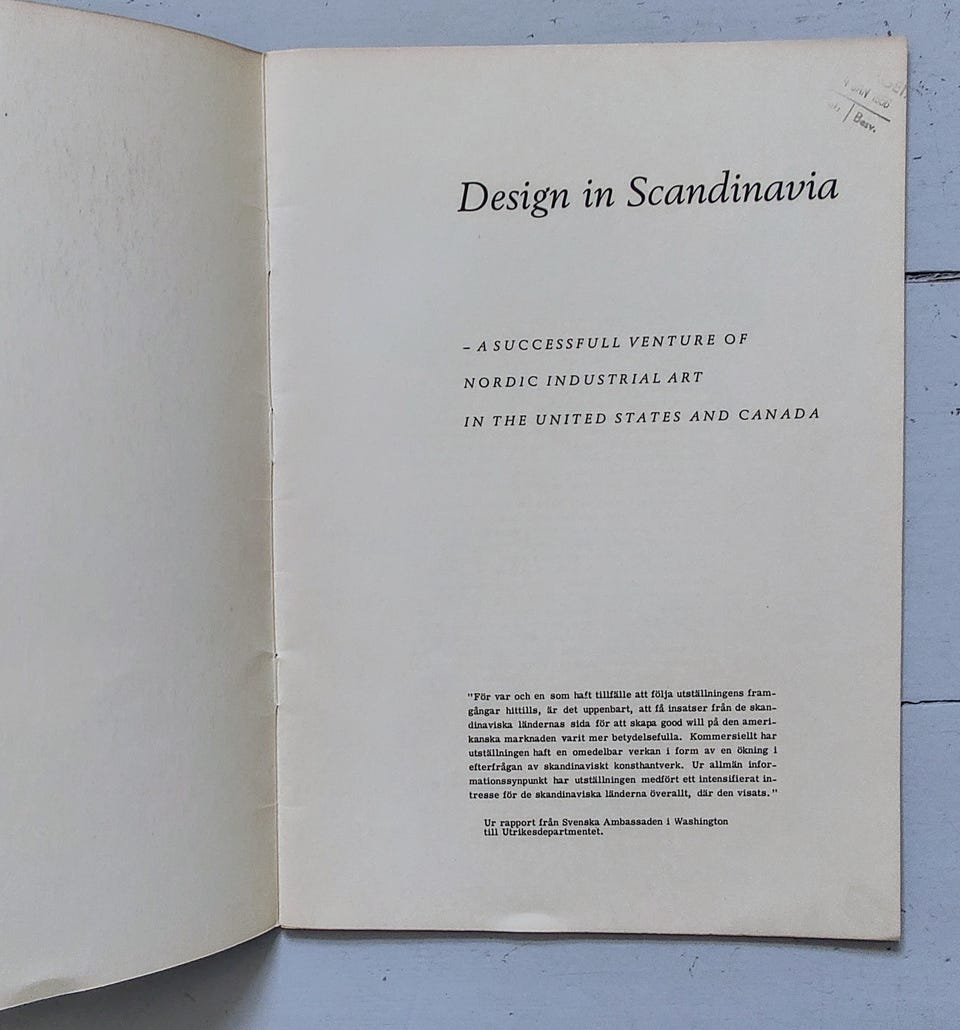 JAN
Besv.
Design in Scandinavia
– A SUCCESSFULL VENTURE OF
NORDIC INDUSTRIAL ART
IN THE UNITED STATES AND CANADA
"För var och en som haft tillfälle att följa utställningens fram-
gångar hittills, är det uppenbart, att få insatser från de skan-
dinaviska ländernas sida för att skapa good will på den ameri-
kanska marknaden varit mer betydelsefulla. Kommersiellt har
utställningen haft en omedelbar verkan i form av en ökning i
efterfrågan av skandinaviskt konsthantverk. Ur allmän infor-
mationssynpunkt har utställningen medfört ett intensifierat in-
tresse för de skandinaviska länderna överallt, där den visats."
Ur rapport från Svenska Ambassaden i Washington
till Utrikesdepartmentet.